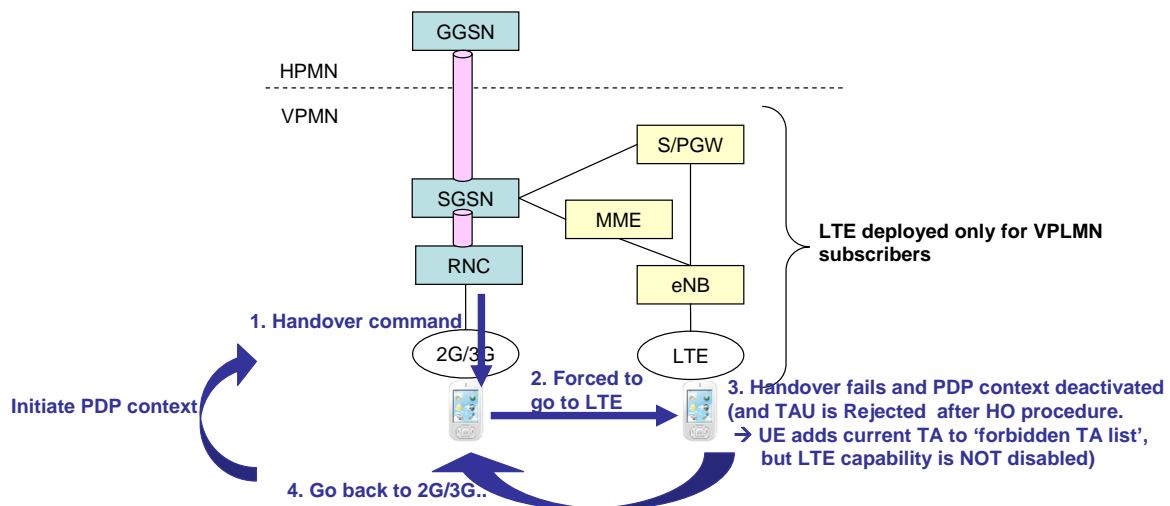 GGSN
HPMN
VPMN
S/PGW
SGSN
MME
LTE deployed only for VPLMN
subscribers
RNC
eNB
1. Handover command
2G/3G
LTE
2. Forced to
go to LTE
3. Handover fails and PDP context deactivated
(and TAU is Rejected after HO procedure.
→ UE adds current TA to ‘forbidden TA list’,
but LTE capability is NOT disabled)
Initiate PDP context
4. Go back to 2G/3G..